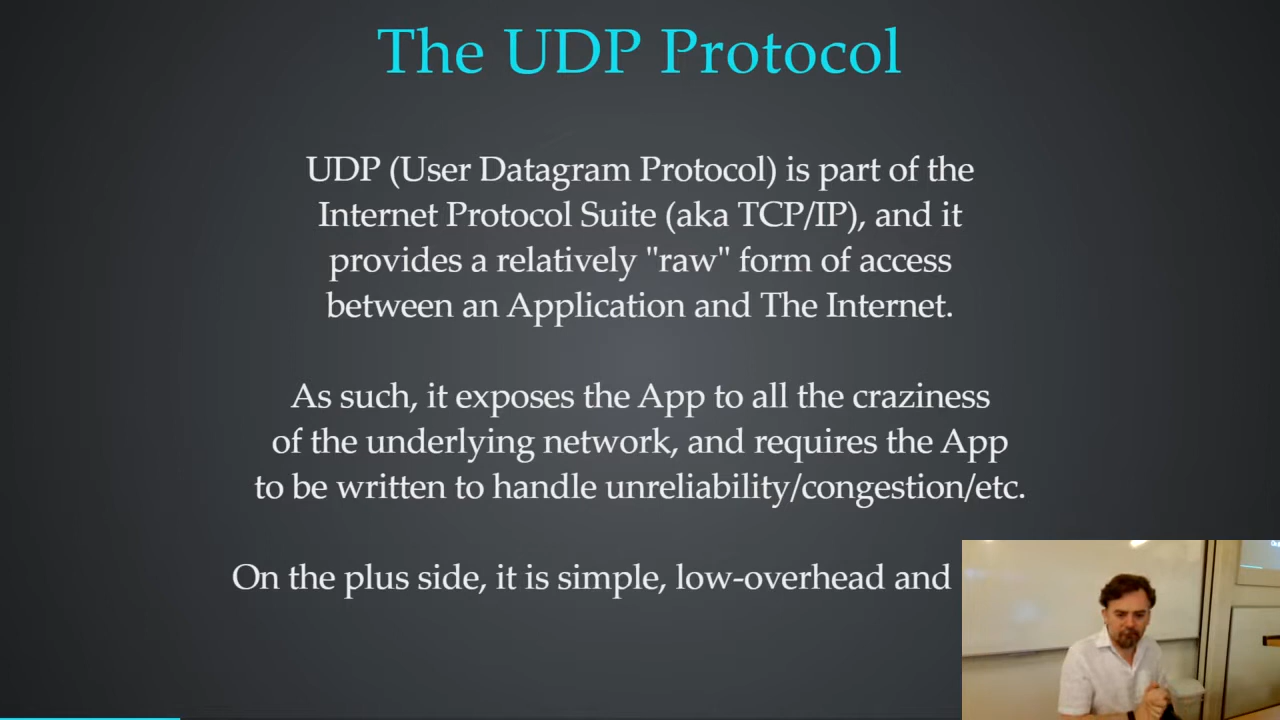 The UDP Protocol
UDP (User Datagram Protocol) is part of the
Internet Protocol Suite (aka TCP/IP), and it
provides a relatively "raw" form of access
between an Application and The Internet.
As such, it exposes the App to all the craziness
of the underlying network, and requires the App
to be written to handle unreliability/congestion/etc.
On the plus side, it is simple, low-overhead and